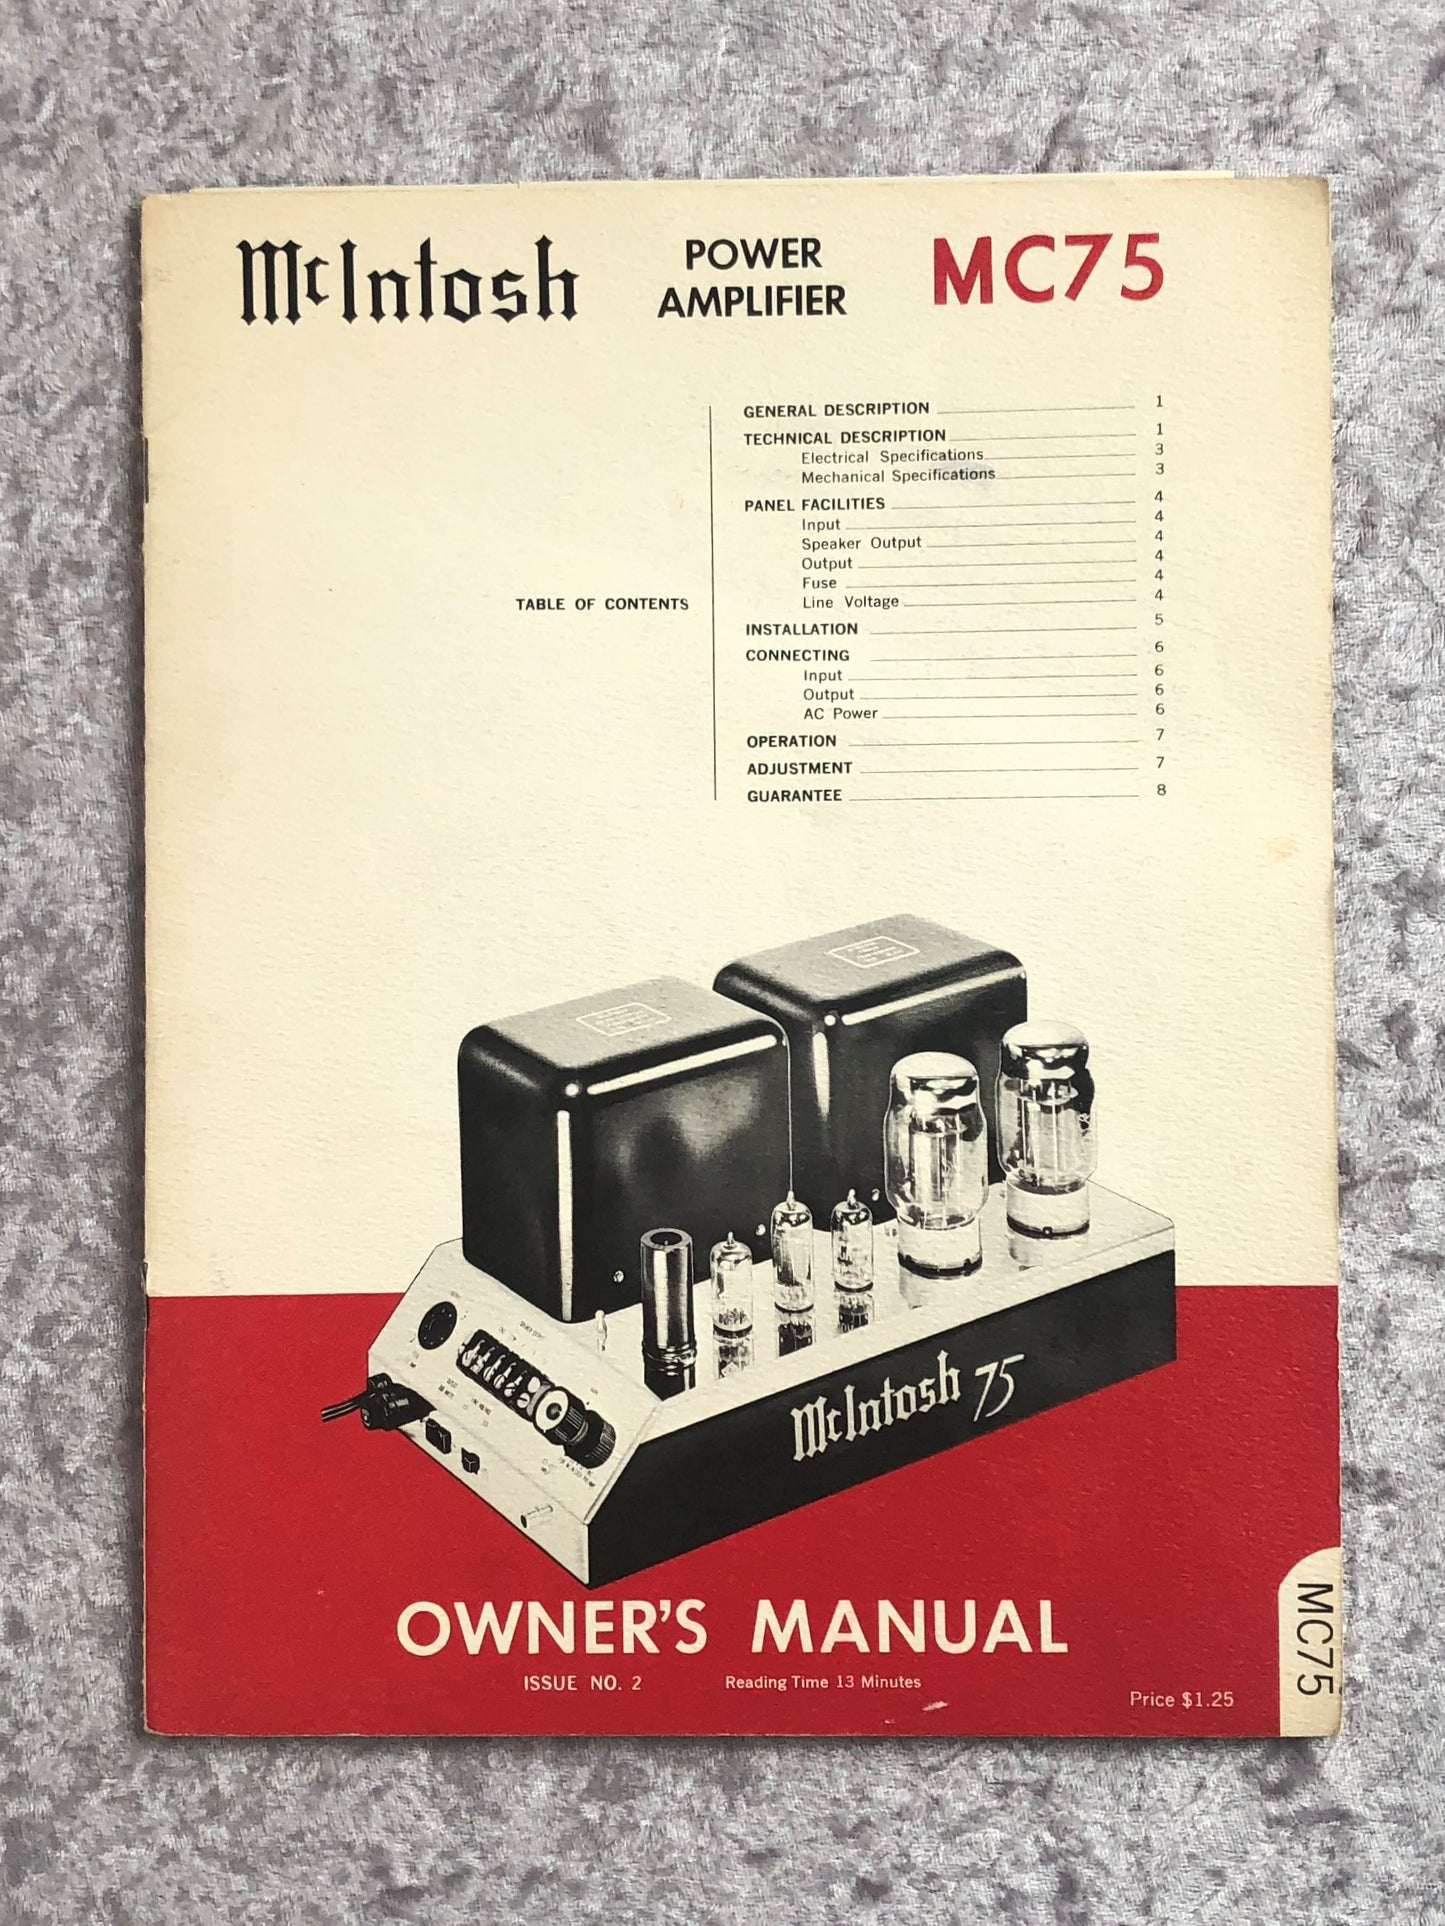 McIntosh
POWER
AMPLIFIER
MC75
TABLE OF CONTENTS
GENERAL DESCRIPTION 1
TECHNICAL DESCRIPTION 1
Electrical Specifications 3
Mechanical Specifications 3
PANEL FACILITIES 4
Input 4
Speaker Output 4
Output 4
Fuse 4
Line Voltage 4
INSTALLATION 5
CONNECTING 6
Input 6
Output 6
AC Power 6
OPERATION 7
ADJUSTMENT 7
GUARANTEE 8
McIntosh 75
OWNER'S MANUAL
ISSUE NO. 2
Reading Time 13 Minutes
Price $1.25
MC75